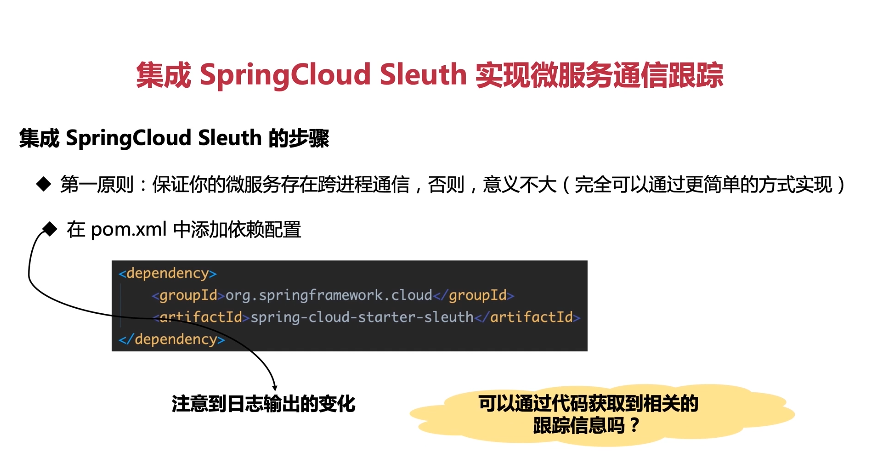 集成 SpringCloud Sleuth 实现微服务通信跟踪
集成 SpringCloud Sleuth 的步骤
◆ 第一原则：保证你的微服务存在跨进程通信，否则，意义不大（完全可以通过更简单的方式实现）
◆ 在 pom.xml 中添加依赖配置
<dependency>
    <groupId>org.springframework.cloud</groupId>
    <artifactId>spring-cloud-starter-sleuth</artifactId>
</dependency>
注意到日志输出的变化
可以通过代码获取到相关的
跟踪信息吗？